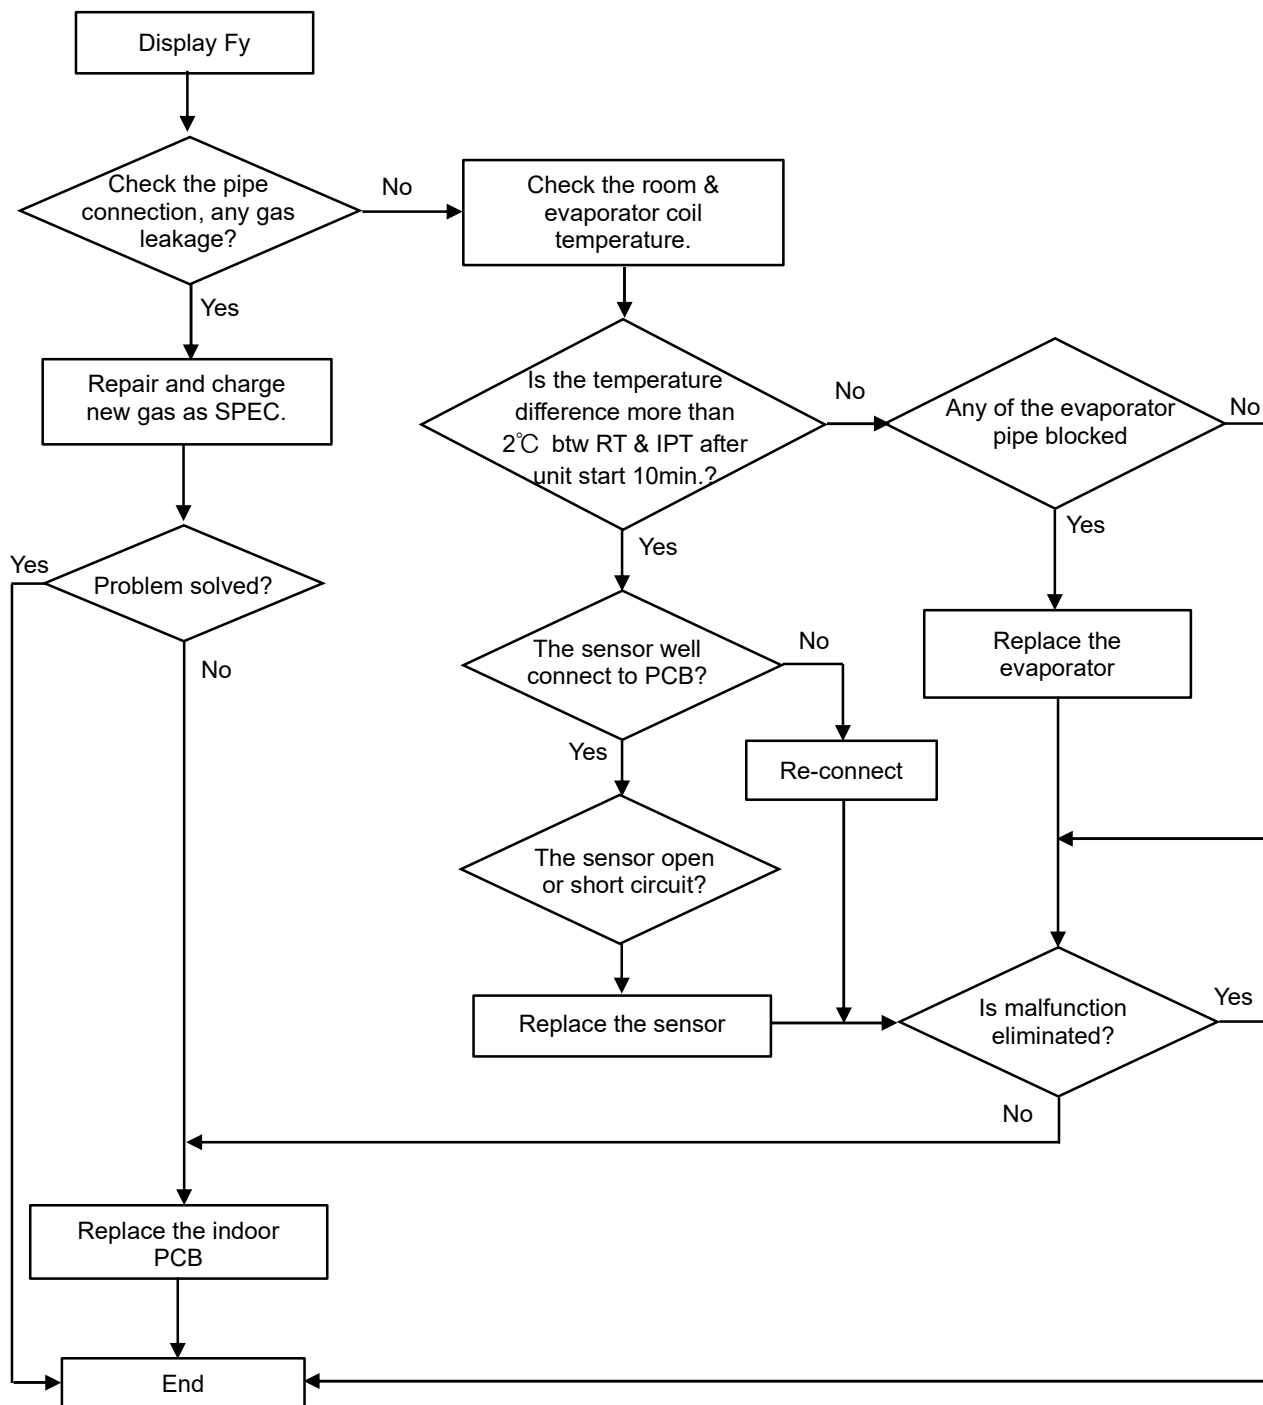 Display Fy
Check the pipe
connection, any gas
leakage?
No
Check the room &
evaporator coil
temperature.
Yes
Repair and charge
new gas as SPEC.
Is the temperature
difference more than
2℃ btw RT & IPT after
unit start 10min.?
No
Any of the evaporator
pipe blocked
No
Yes
Yes
Yes
Problem solved?
No
The sensor well
connect to PCB?
No
Replace the
evaporator
Yes
Re-connect
The sensor open
or short circuit?
Replace the sensor
Is malfunction
eliminated?
Yes
No
Replace the indoor
PCB
End